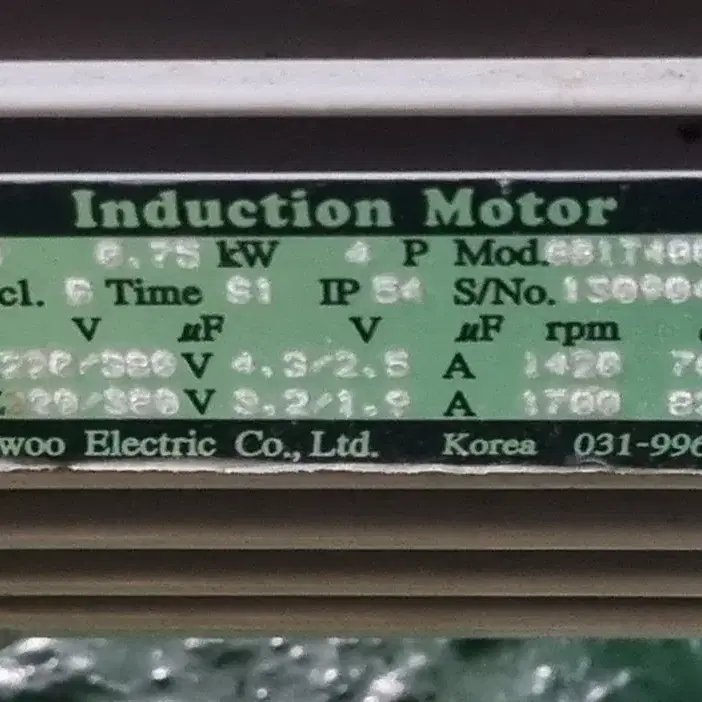 Induction Motor
0.75 kW 4 P Mod.
cl. Time S1 IP 54 S/No.
V µF V µF rpm
220/380 V 4.3/2.5 A 1420
220/380 V 3.2/1.9 A 1700
woo Electric Co., Ltd. Korea 031-996